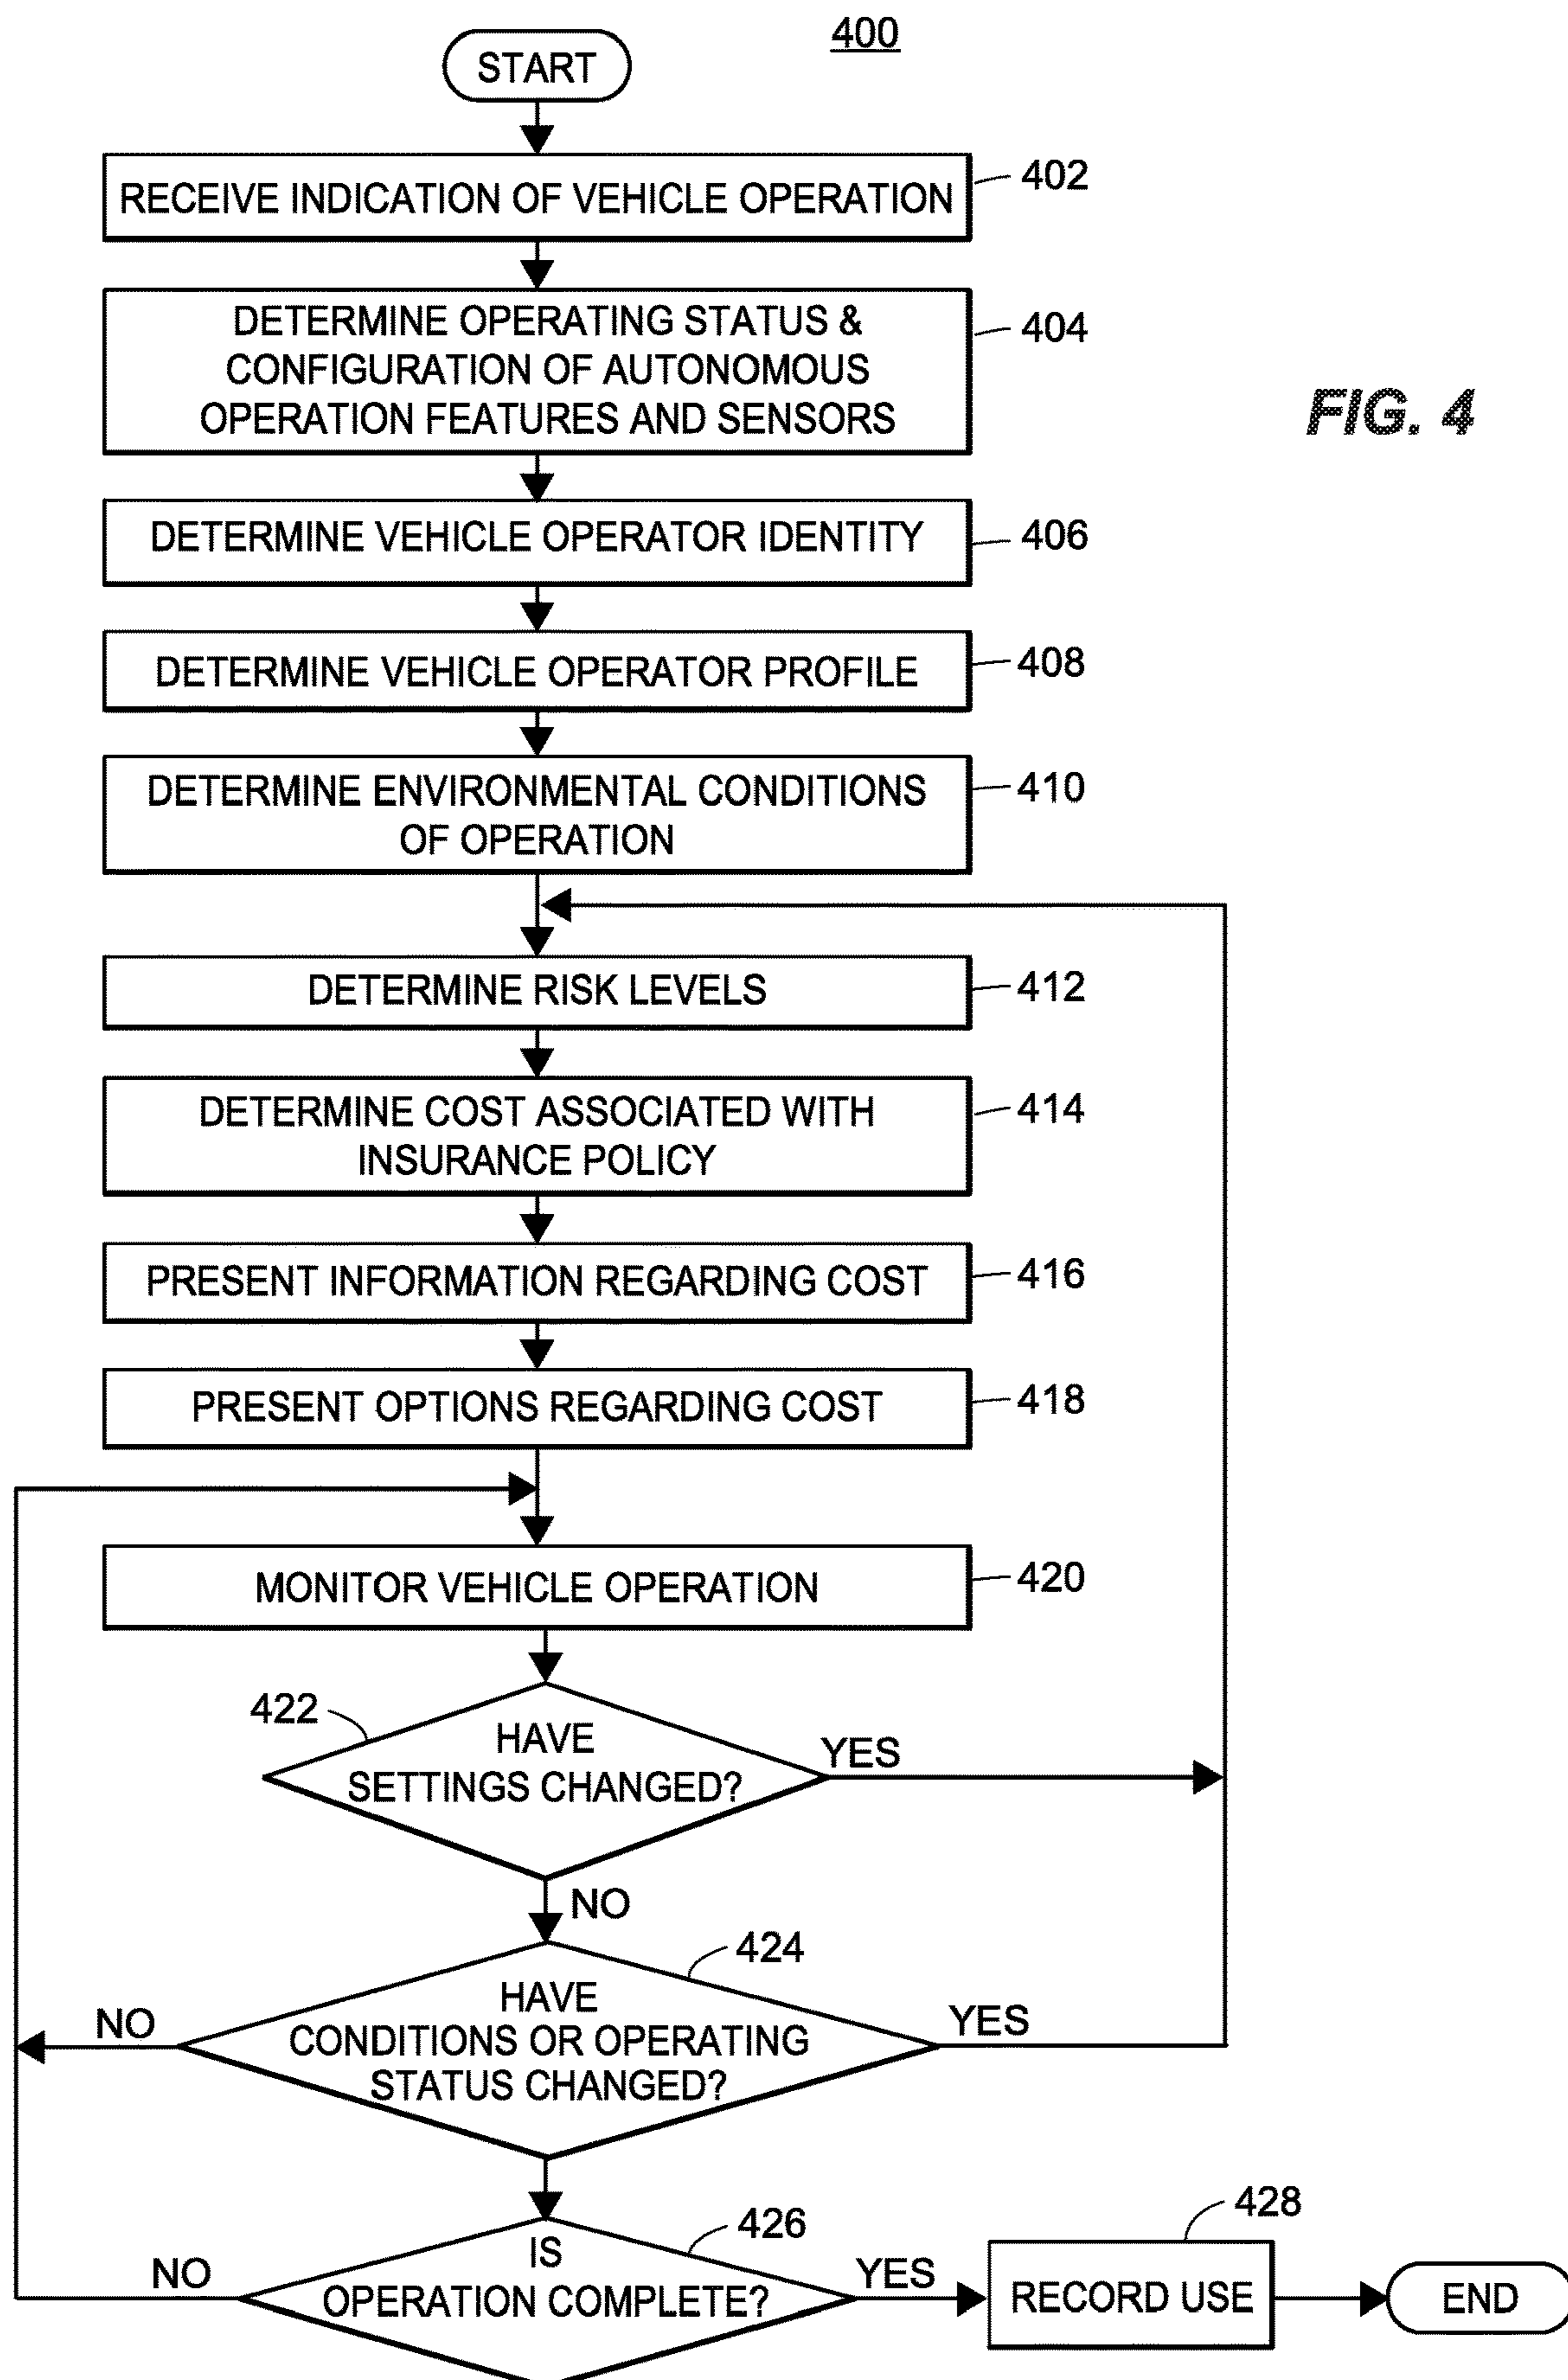 400
START
RECEIVE INDICATION OF VEHICLE OPERATION
402
DETERMINE OPERATING STATUS &
CONFIGURATION OF AUTONOMOUS
OPERATION FEATURES AND SENSORS
404
FIG. 4
DETERMINE VEHICLE OPERATOR IDENTITY
406
DETERMINE VEHICLE OPERATOR PROFILE
408
DETERMINE ENVIRONMENTAL CONDITIONS
OF OPERATION
410
DETERMINE RISK LEVELS
412
DETERMINE COST ASSOCIATED WITH
INSURANCE POLICY
414
PRESENT INFORMATION REGARDING COST
416
PRESENT OPTIONS REGARDING COST
418
MONITOR VEHICLE OPERATION
420
422
HAVE
SETTINGS CHANGED?
YES
NO
424
HAVE
CONDITIONS OR OPERATING
STATUS CHANGED?
NO
YES
426
IS
OPERATION COMPLETE?
NO
YES
428
RECORD USE
END